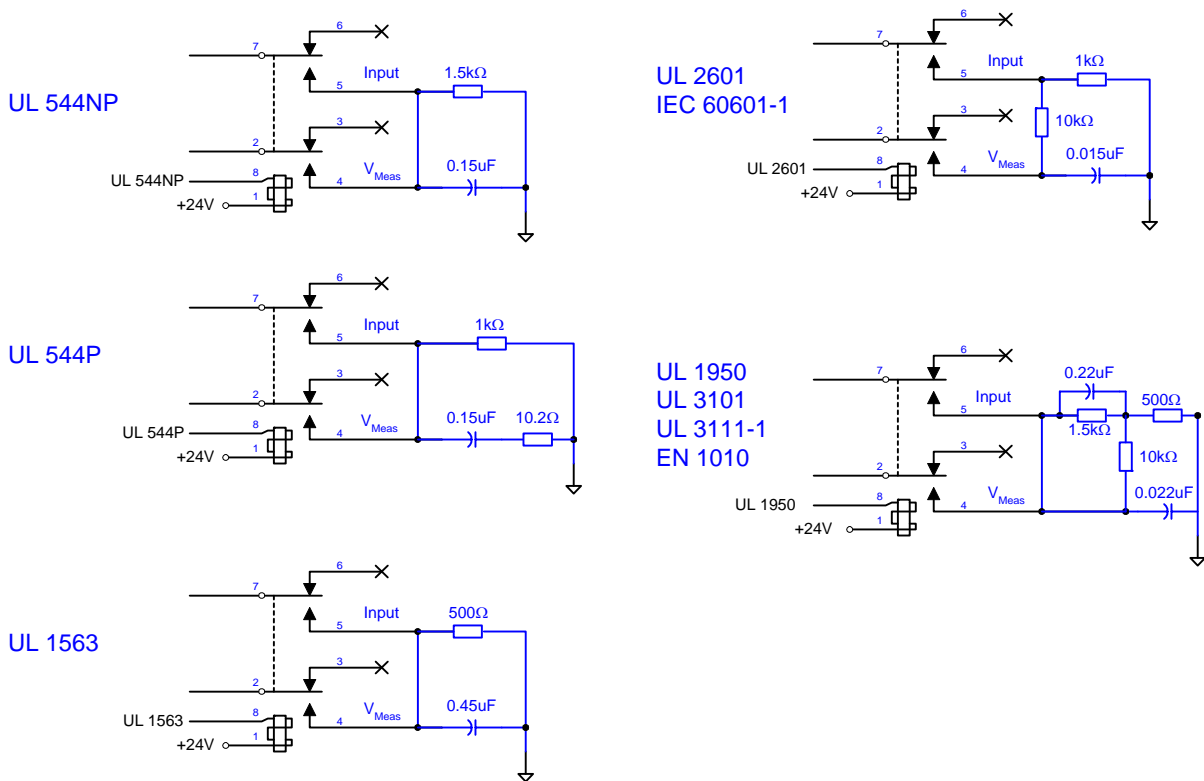 UL 544NP
7
6
5
Input
1.5kΩ
2
3
4
V Meas
0.15uF
UL 544NP
8
+24V
1
UL 544P
7
6
5
Input
1kΩ
2
3
4
V Meas
0.15uF
10.2Ω
UL 544P
8
+24V
1
UL 1563
7
6
5
Input
500Ω
2
3
4
V Meas
0.45uF
UL 1563
8
+24V
1
UL 2601
IEC 60601-1
7
6
5
Input
1kΩ
10kΩ
2
3
4
V Meas
0.015uF
UL 2601
8
+24V
1
UL 1950
UL 3101
UL 3111-1
EN 1010
7
6
5
Input
0.22uF
1.5kΩ
500Ω
10kΩ
2
3
4
V Meas
0.022uF
UL 1950
8
+24V
1